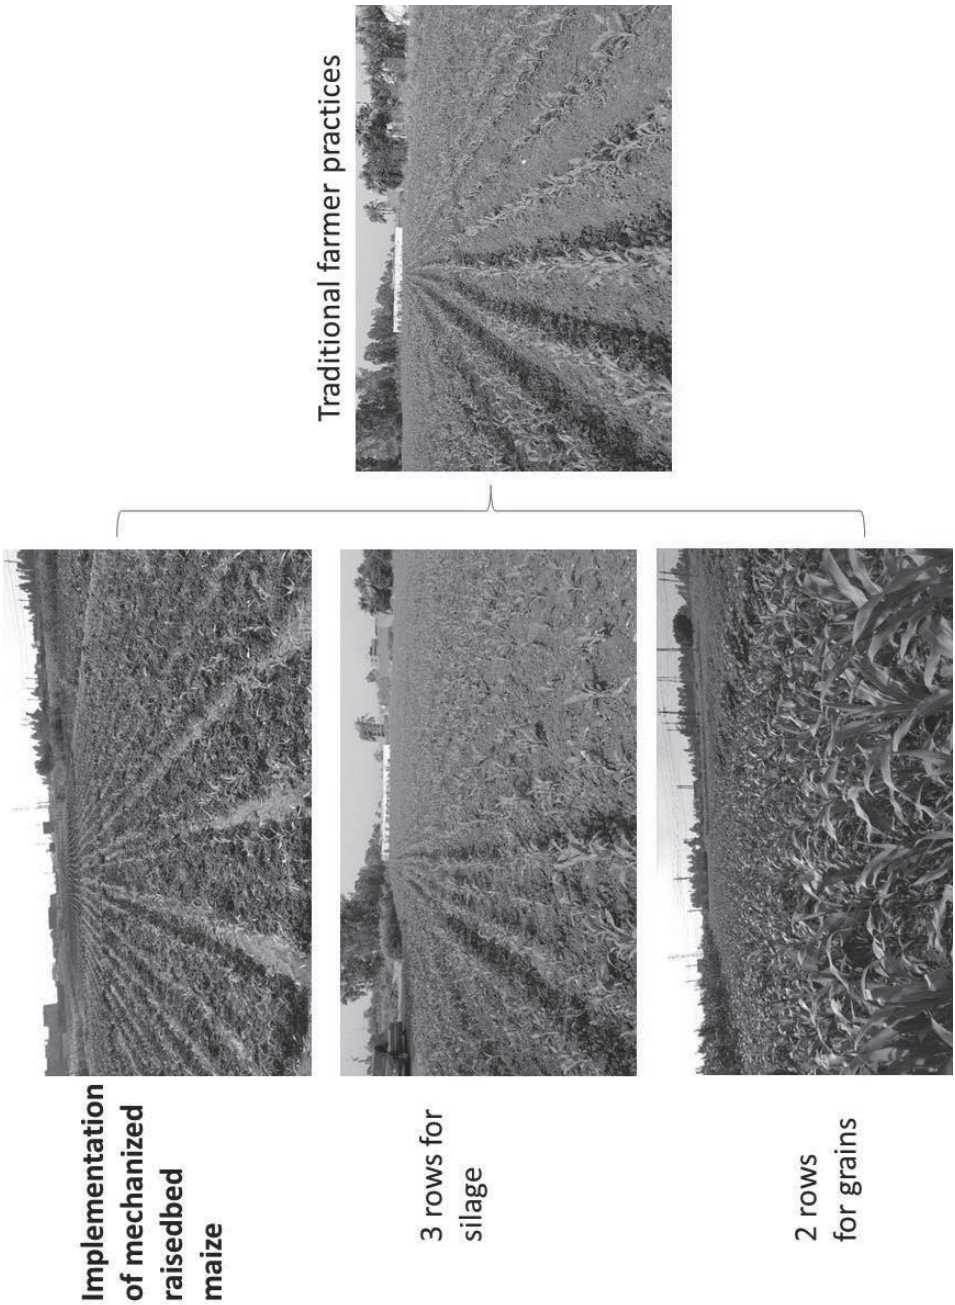 Implementation
of mechanized
raisedbed
maize
3 rows for
silage
2 rows
for grains
Traditional farmer practices